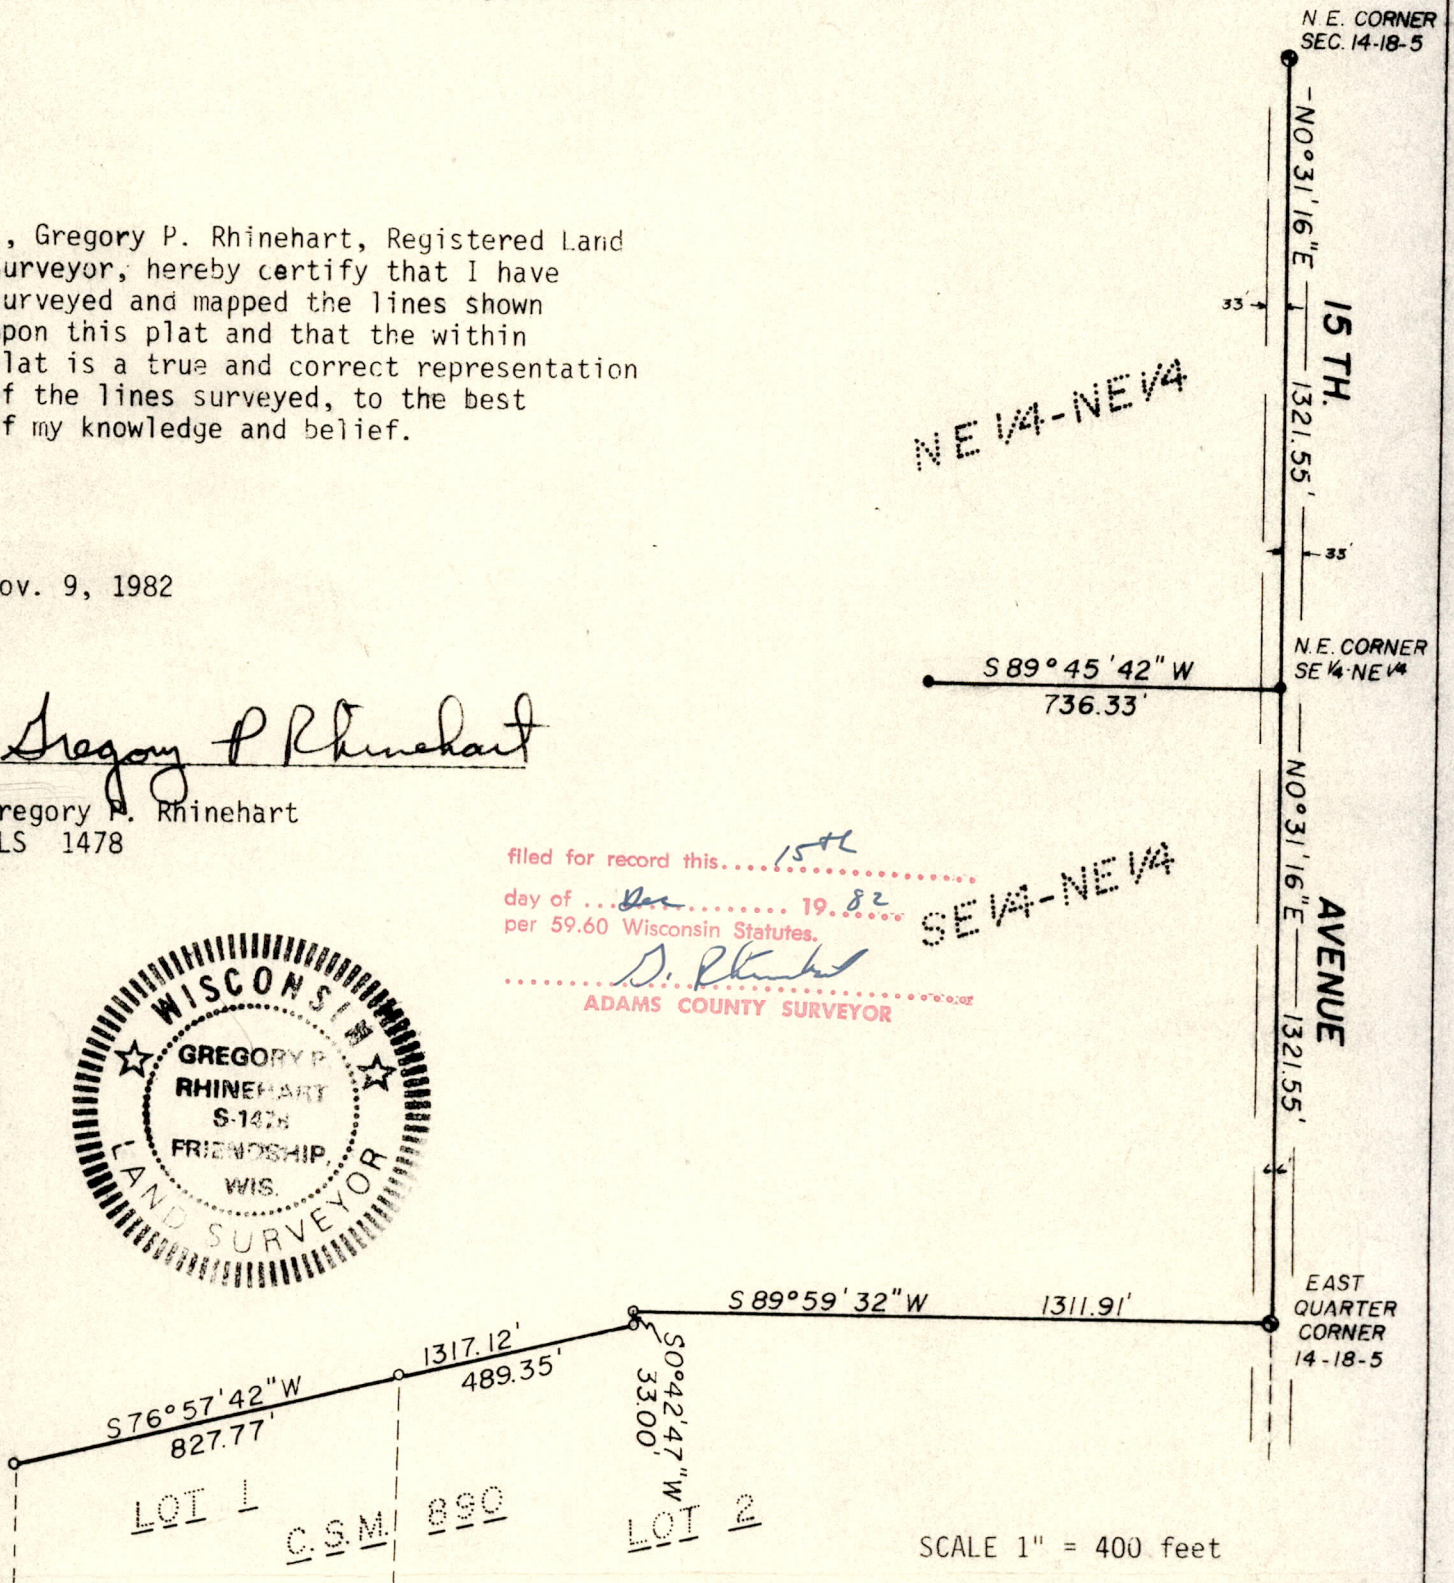 N.E. CORNER
SEC. 14-18-5
N0°31'16"E
1321.55'
33'
15 TH.
, Gregory P. Rhinehart, Registered Land
urveyor, hereby certify that I have
urveyed and mapped the lines shown
pon this plat and that the within
lat is a true and correct representation
f the lines surveyed, to the best
f my knowledge and belief.
NE 1/4-NE 1/4
33'
ov. 9, 1982
S 89°45'42" W
736.33'
N.E. CORNER
SE 1/4-NE 1/4
Gregory P Rhinehart
regory P. Rhinehart
LS 1478
N0°31'16"E
1321.55'
AVENUE
filed for record this....15th
day of ...Dec............ 19.82
per 59.60 Wisconsin Statutes.
G. Rhinehart
ADAMS COUNTY SURVEYOR
SE 1/4-NE 1/4
WISCONSIN
GREGORY P.
RHINEHART
S-1478
FRIENDSHIP,
WIS.
LAND SURVEYOR
66'
EAST
QUARTER
CORNER
14-18-5
S 89°59'32"W 1311.91'
1317.12'
489.35'
S0°42'47"W
33.00'
S76°57'42"W
827.77'
LOT 1
C.S.M. 890
LOT 2
SCALE 1" = 400 feet